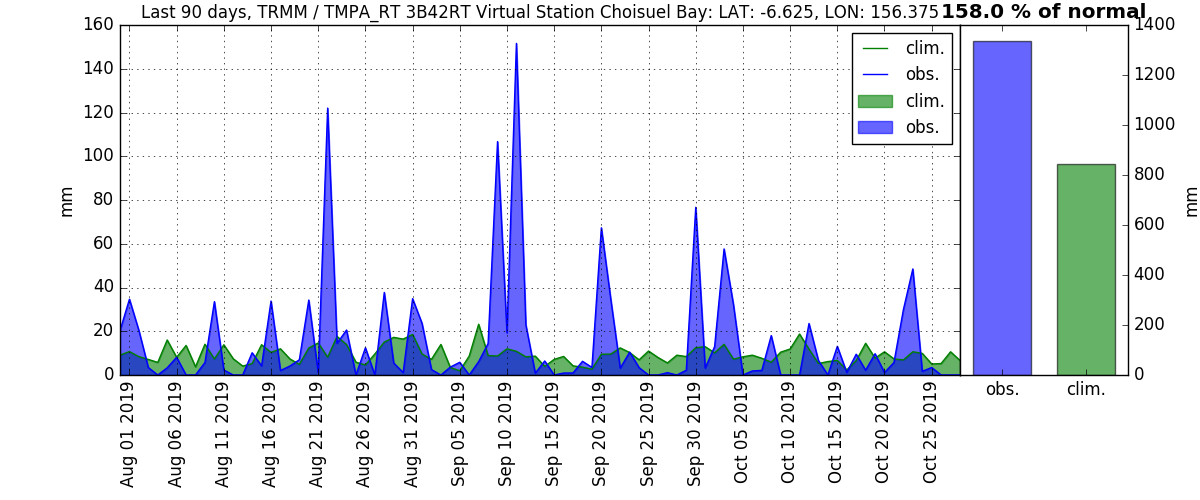 Last 90 days, TRMM / TMPA_RT 3B42RT Virtual Station Choisuel Bay: LAT: -6.625, LON: 156.375
158.0 % of normal
160
140
120
100
80
60
40
20
0
mm
clim.
obs.
clim.
obs.
Aug 01 2019
Aug 06 2019
Aug 11 2019
Aug 16 2019
Aug 21 2019
Aug 26 2019
Aug 31 2019
Sep 05 2019
Sep 10 2019
Sep 15 2019
Sep 20 2019
Sep 25 2019
Sep 30 2019
Oct 05 2019
Oct 10 2019
Oct 15 2019
Oct 20 2019
Oct 25 2019
1400
1200
1000
800
600
400
200
0
mm
obs.
clim.